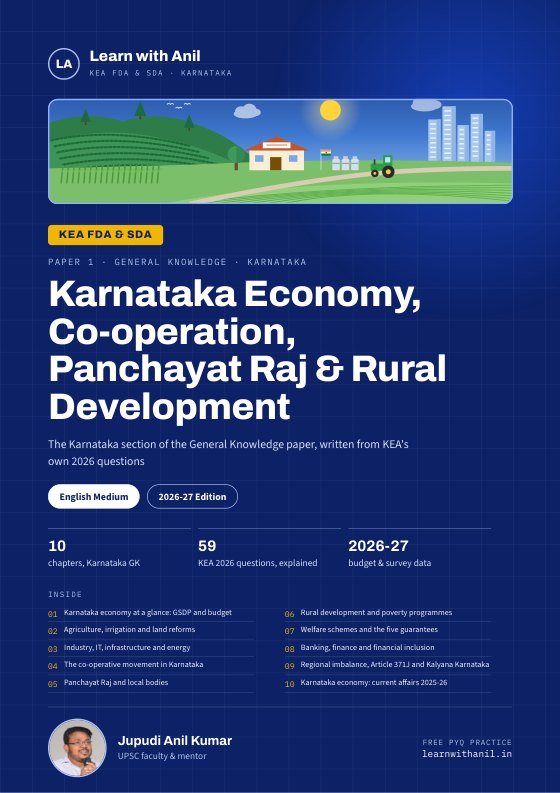 LA
Learn with Anil
KEA FDA & SDA · KARNATAKA
KEA FDA & SDA
PAPER 1 · GENERAL KNOWLEDGE · KARNATAKA
Karnataka Economy,
Co-operation,
Panchayat Raj & Rural
Development
The Karnataka section of the General Knowledge paper, written from KEA's
own 2026 questions
English Medium
2026-27 Edition
10
chapters, Karnataka GK
59
KEA 2026 questions, explained
2026-27
budget & survey data
INSIDE
01 Karnataka economy at a glance: GSDP and budget
02 Agriculture, irrigation and land reforms
03 Industry, IT, infrastructure and energy
04 The co-operative movement in Karnataka
05 Panchayat Raj and local bodies
06 Rural development and poverty programmes
07 Welfare schemes and the five guarantees
08 Banking, finance and financial inclusion
09 Regional imbalance, Article 371J and Kalyana Karnataka
10 Karnataka economy: current affairs 2025-26
Jupudi Anil Kumar
UPSC faculty & mentor
FREE PYQ PRACTICE
learnwithanil.in